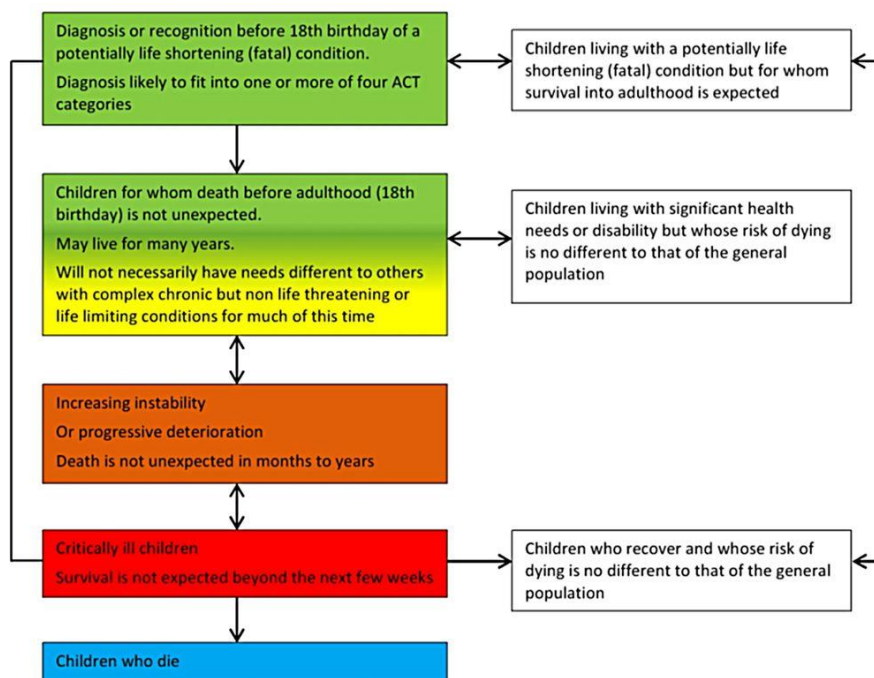 Diagnosis or recognition before 18th birthday of
a potentially life shortening (fatal) condition.
Diagnosis likely to fit into one or more of four ACT
categories
Children living with a potentially life
shortening (fatal) condition but for whom
survival into adulthood is expected
Children for whom death before adulthood (18th
birthday) is not unexpected.
May live for many years.
Will not necessarily have needs different to others
with complex chronic but non life threatening or
life limiting conditions for much of this time
Children living with significant health
needs or disability but whose risk of dying
is no different to that of the general
population
Increasing instability
Or progressive deterioration
Death is not unexpected in months to years
Critically ill children
Survival is not expected beyond the next few weeks
Children who recover and whose risk of
dying is no different to that of the general
population
Children who die